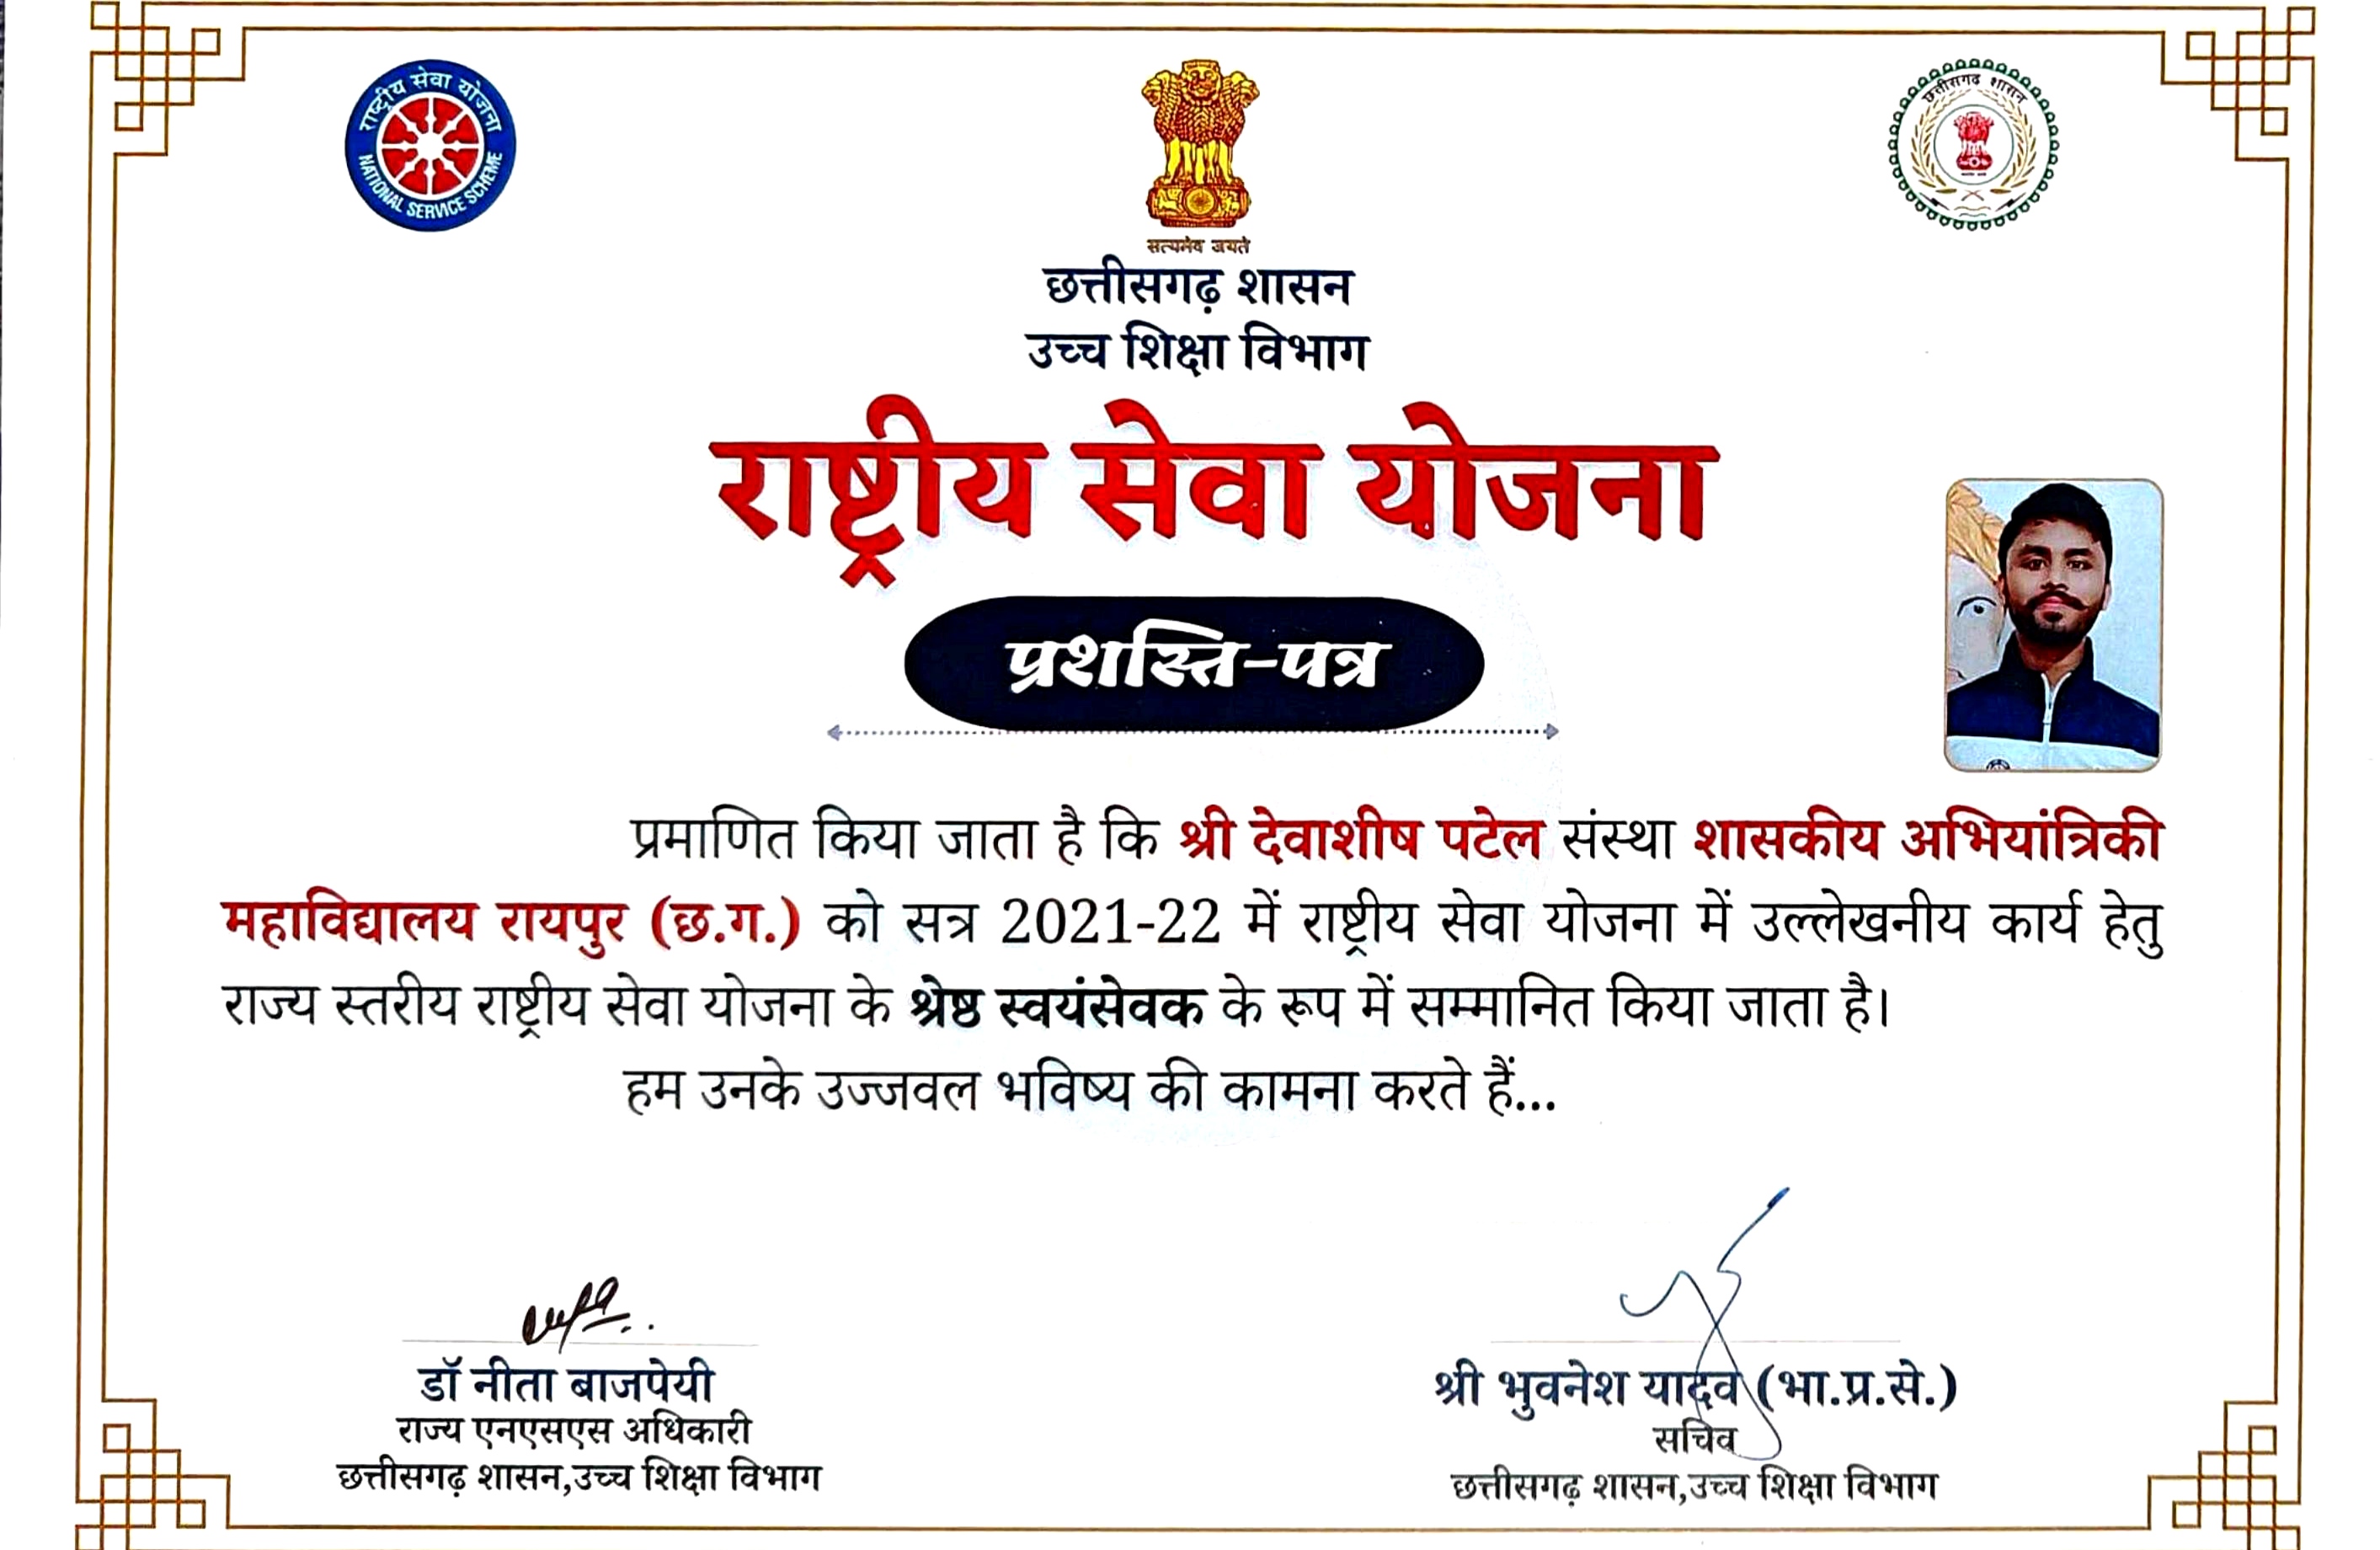 राष्ट्रीय सेवा योजना
NATIONAL SERVICE SCHEME
सत्यमेव जयते
छत्तीसगढ़ शासन
छत्तीसगढ़ शासन
उच्च शिक्षा विभाग
राष्ट्रीय सेवा योजना
प्रशस्ति-पत्र
प्रमाणित किया जाता है कि श्री देवाशीष पटेल संस्था शासकीय अभियांत्रिकी
महाविद्यालय रायपुर (छ.ग.) को सत्र 2021-22 में राष्ट्रीय सेवा योजना में उल्लेखनीय कार्य हेतु
राज्य स्तरीय राष्ट्रीय सेवा योजना के श्रेष्ठ स्वयंसेवक के रूप में सम्मानित किया जाता है।
हम उनके उज्जवल भविष्य की कामना करते हैं...
डॉ नीता बाजपेयी
राज्य एनएसएस अधिकारी
छत्तीसगढ़ शासन,उच्च शिक्षा विभाग
श्री भुवनेश यादव (भा.प्र.से.)
सचिव
छत्तीसगढ़ शासन,उच्च शिक्षा विभाग